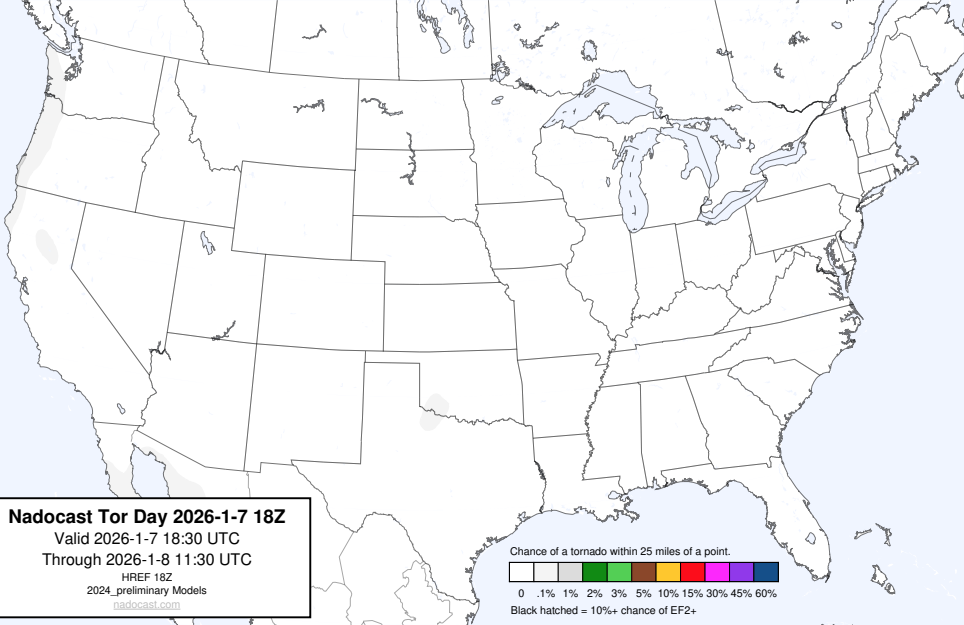 Nadocast Tor Day 2026-1-7 18Z
Valid 2026-1-7 18:30 UTC
Through 2026-1-8 11:30 UTC
HREF 18Z
2024_preliminary Models
nadocast.com
Chance of a tornado within 25 miles of a point.
0 .1% 1% 2% 3% 5% 10% 15% 30% 45% 60%
Black hatched = 10%+ chance of EF2+